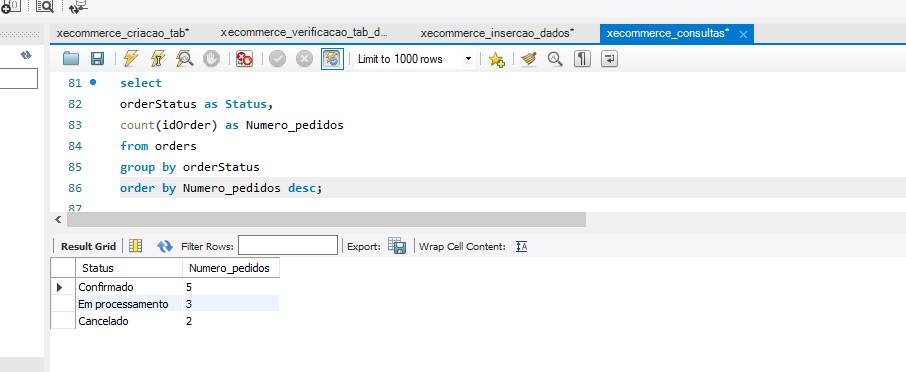 xecommerce_criacao_tab* xecommerce_verificacao_tab_d... xecommerce_insercao_dados* xecommerce_consultas* ×
Limit to 1000 rows
81 select
82 orderStatus as Status,
83 count(idOrder) as Numero_pedidos
84 from orders
85 group by orderStatus
86 order by Numero_pedidos desc;
87
Result Grid Filter Rows: Export: Wrap Cell Content:
Status Numero_pedidos
Confirmado 5
Em processamento 3
Cancelado 2